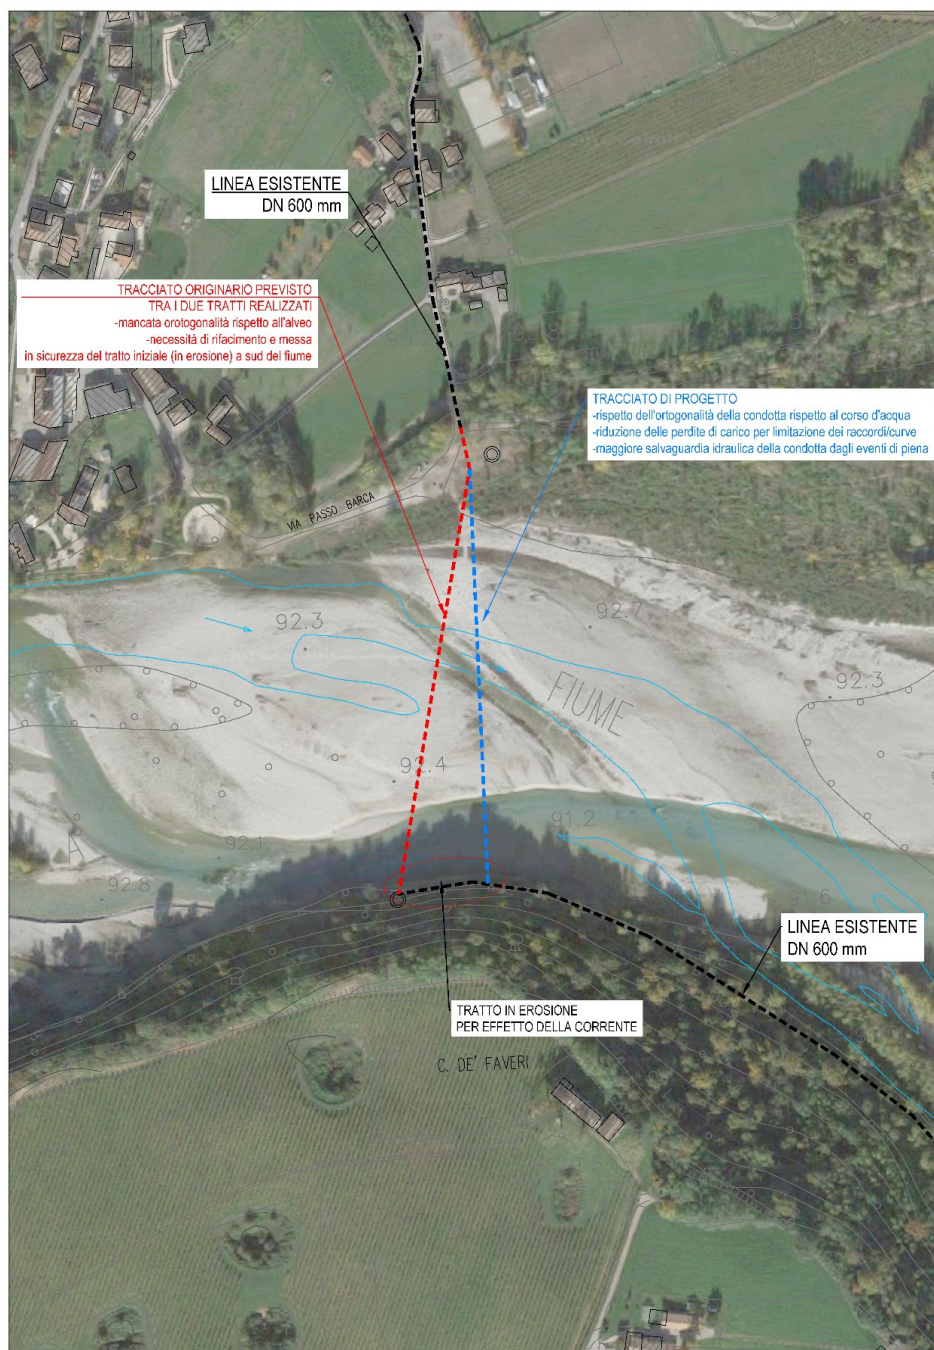 LINEA ESISTENTE
DN 600 mm
TRACCIATO ORIGINARIO PREVISTO
TRA I DUE TRATTI REALIZZATI
-mancata orotogonalità rispetto all'alveo
-necessità di rifacimento e messa
in sicurezza del tratto iniziale (in erosione) a sud del fiume
TRACCIATO DI PROGETTO
-rispetto dell'ortogonalità della condotta rispetto al corso d'acqua
-riduzione delle perdite di carico per limitazione dei raccordi/curve
-maggiore salvaguardia idraulica della condotta dagli eventi di piena
VIA PASSO BARCA
92.3
92.7
92.3
FIUME
92.4
91.2
92.1
A
92.8
91.6
LINEA ESISTENTE
DN 600 mm
TRATTO IN EROSIONE
PER EFFETTO DELLA CORRENTE
C. DE' FAVERI